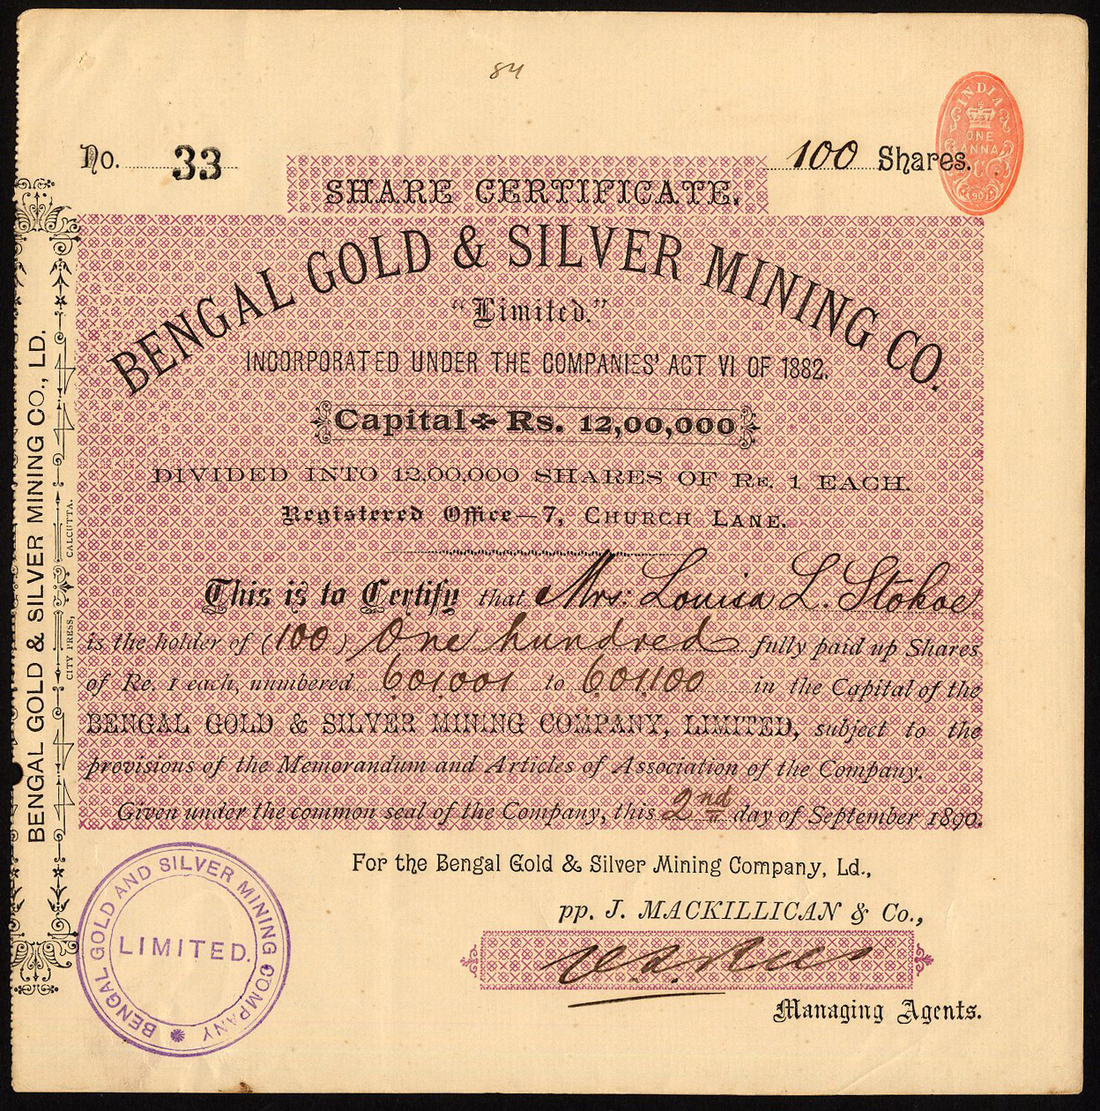 84
No. 33
100 Shares.
INDIA
ONE
ANNA
SHARE CERTIFICATE.
BENGAL GOLD & SILVER MINING CO.
"Limited."
INCORPORATED UNDER THE COMPANIES' ACT VI OF 1882.
Capital Rs. 12,00,000
DIVIDED INTO 12,00,000 SHARES OF RE. 1 EACH.
Registered Office—7, CHURCH LANE.
This is to Certify that Mrs: Louisa L. Stokoe
is the holder of (100) One hundred fully paid up Shares
of Re. 1 each, numbered 601001 to 601100 in the Capital of the
BENGAL GOLD & SILVER MINING COMPANY, LIMITED, subject to the
provisions of the Memorandum and Articles of Association of the Company.
Given under the common seal of the Company, this 2nd day of September 1890.
For the Bengal Gold & Silver Mining Company, Ld.,
pp. J. MACKILLICAN & Co.,
Managing Agents.
BENGAL GOLD AND SILVER MINING COMPANY
LIMITED.
BENGAL GOLD & SILVER MINING CO., LD.
CITY PRESS, CALCUTTA.